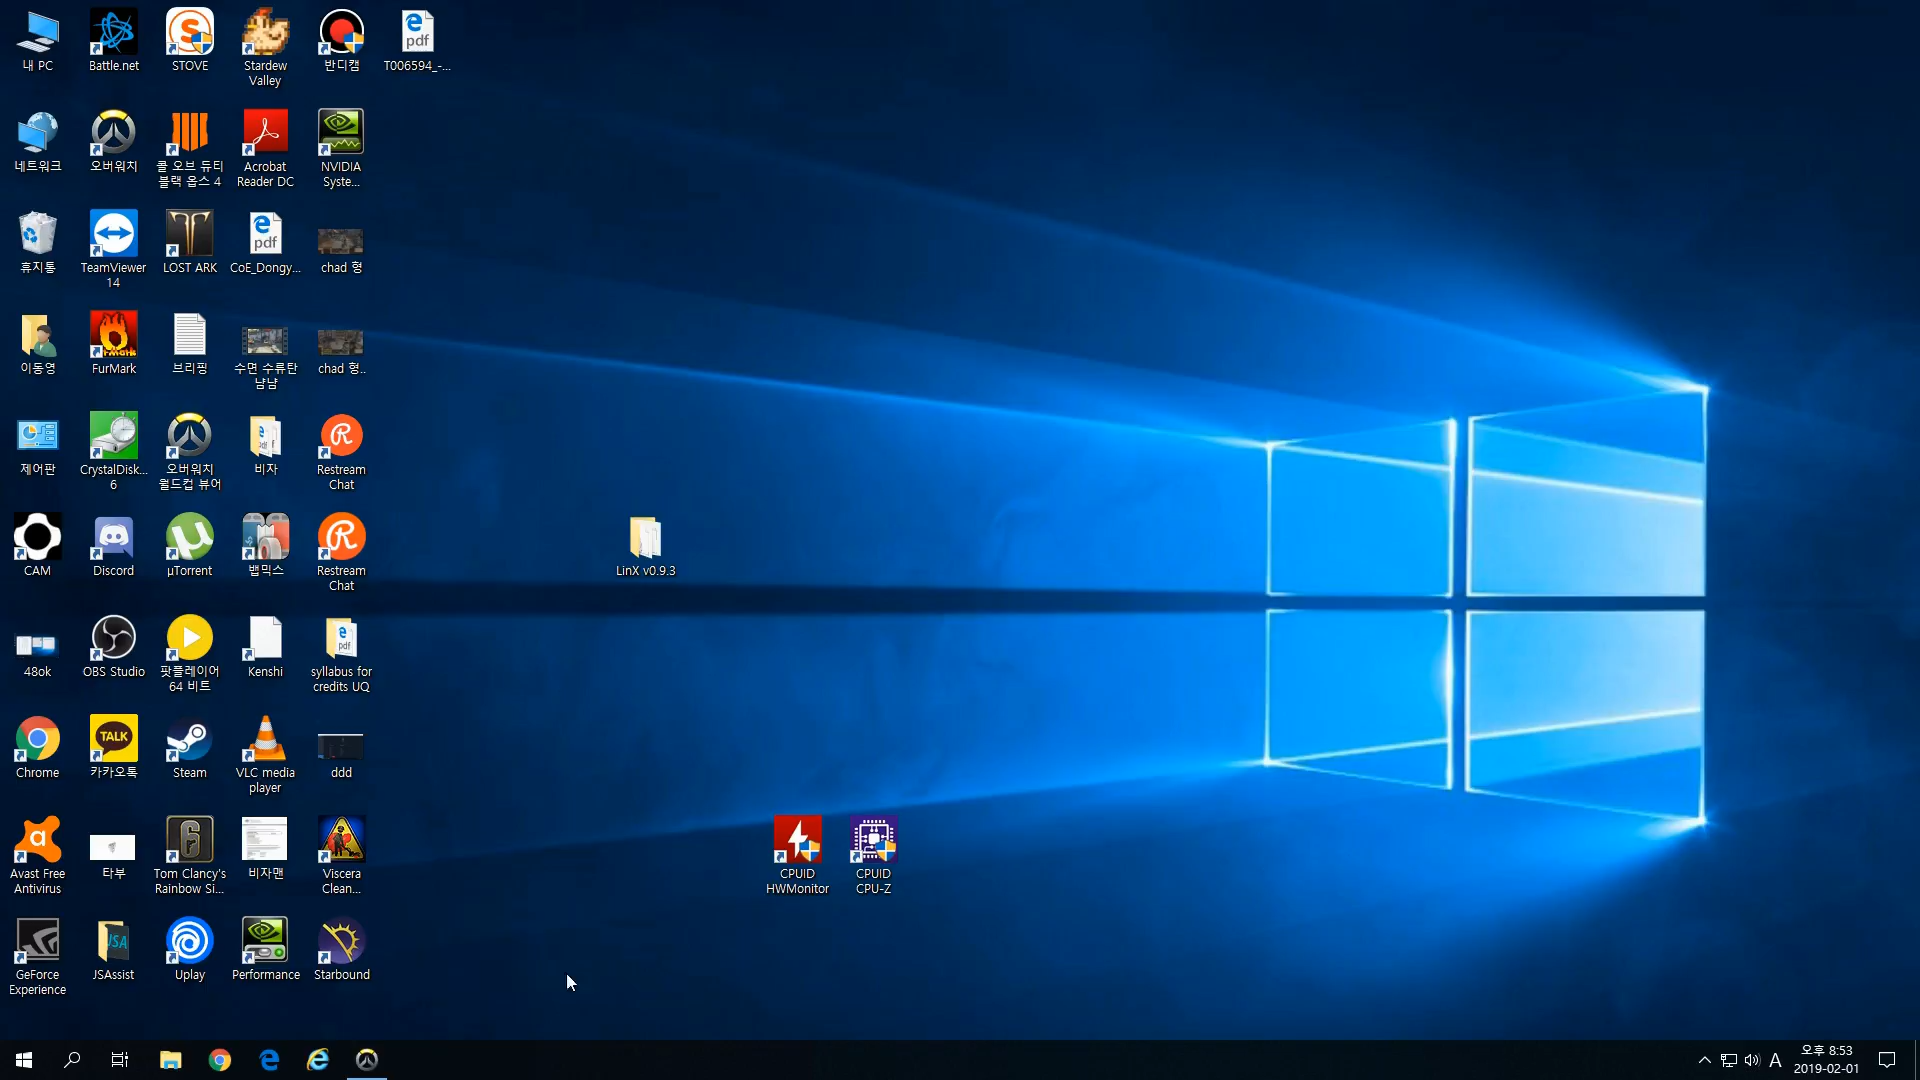 내 PC
Battle.net
STOVE
Stardew
Valley
반디캠
pdf
T006594_-...
네트워크
오버워치
콜 오브 듀티
블랙 옵스 4
Acrobat
Reader DC
NVIDIA
Syste...
휴지통
TeamViewer
14
LOST ARK
pdf
CoE_Dongy...
chad 형
이동영
FurMark
브리핑
수면 수류탄
냠냠
chad 형..
제어판
CrystalDisk...
6
오버워치
월드컵 뷰어
비자
Restream
Chat
CAM
Discord
µTorrent
뱁믹스
Restream
Chat
LinX v0.9.3
48ok
OBS Studio
팟플레이어
64 비트
Kenshi
pdf
syllabus for
credits UQ
Chrome
TALK
카카오톡
Steam
VLC media
player
ddd
Avast Free
Antivirus
타부
Tom Clancy's
Rainbow Si...
비자맨
Viscera
Clean...
CPUID
HWMonitor
CPUID
CPU-Z
GeForce
Experience
JSA
JSAssist
Uplay
Performance
Starbound
A
오후 8:53
2019-02-01